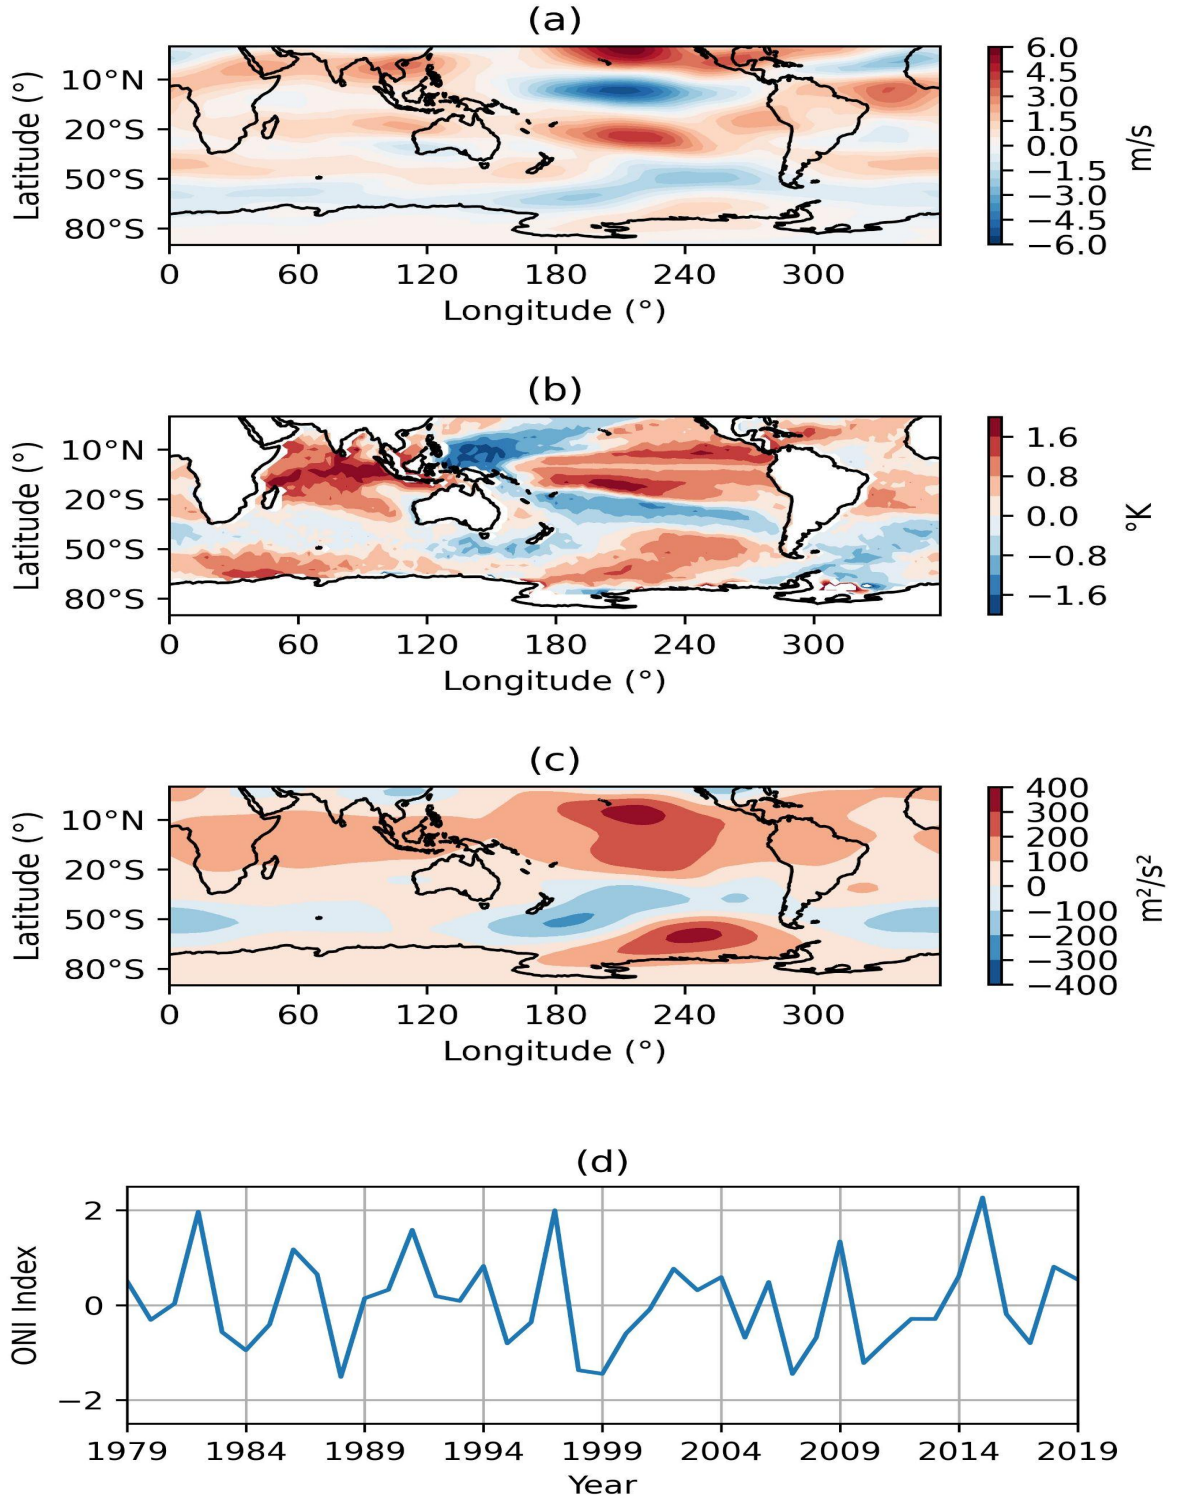 (a)
Latitude (°)
10°N
20°S
50°S
80°S
0 60 120 180 240 300
Longitude (°)
6.0
4.5
3.0
1.5
0.0
−1.5
−3.0
−4.5
−6.0
m/s
(b)
Latitude (°)
10°N
20°S
50°S
80°S
0 60 120 180 240 300
Longitude (°)
1.6
0.8
0.0
−0.8
−1.6
°K
(c)
Latitude (°)
10°N
20°S
50°S
80°S
0 60 120 180 240 300
Longitude (°)
400
300
200
100
0
−100
−200
−300
−400
m²/s²
(d)
ONI Index
2
0
−2
1979 1984 1989 1994 1999 2004 2009 2014 2019
Year